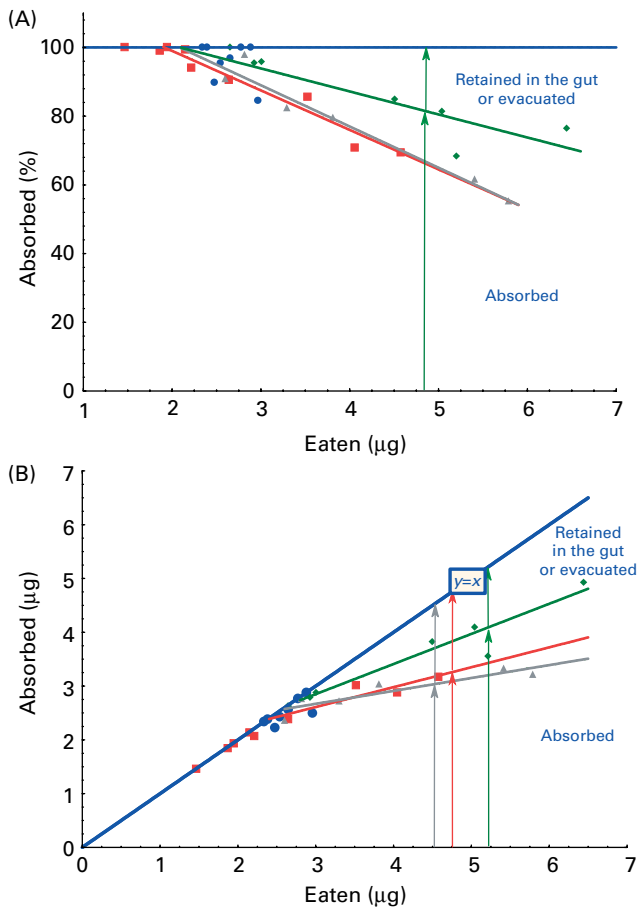 (A)
100
80
60
40
20
0
Absorbed (%)
Retained in the gut
or evacuated
Absorbed
1 2 3 4 5 6 7
Eaten (μg)
(B)
7
6
5
4
3
2
1
0
Absorbed (μg)
y=x
Retained
in the gut
or evacuated
Absorbed
0 1 2 3 4 5 6 7
Eaten (μg)